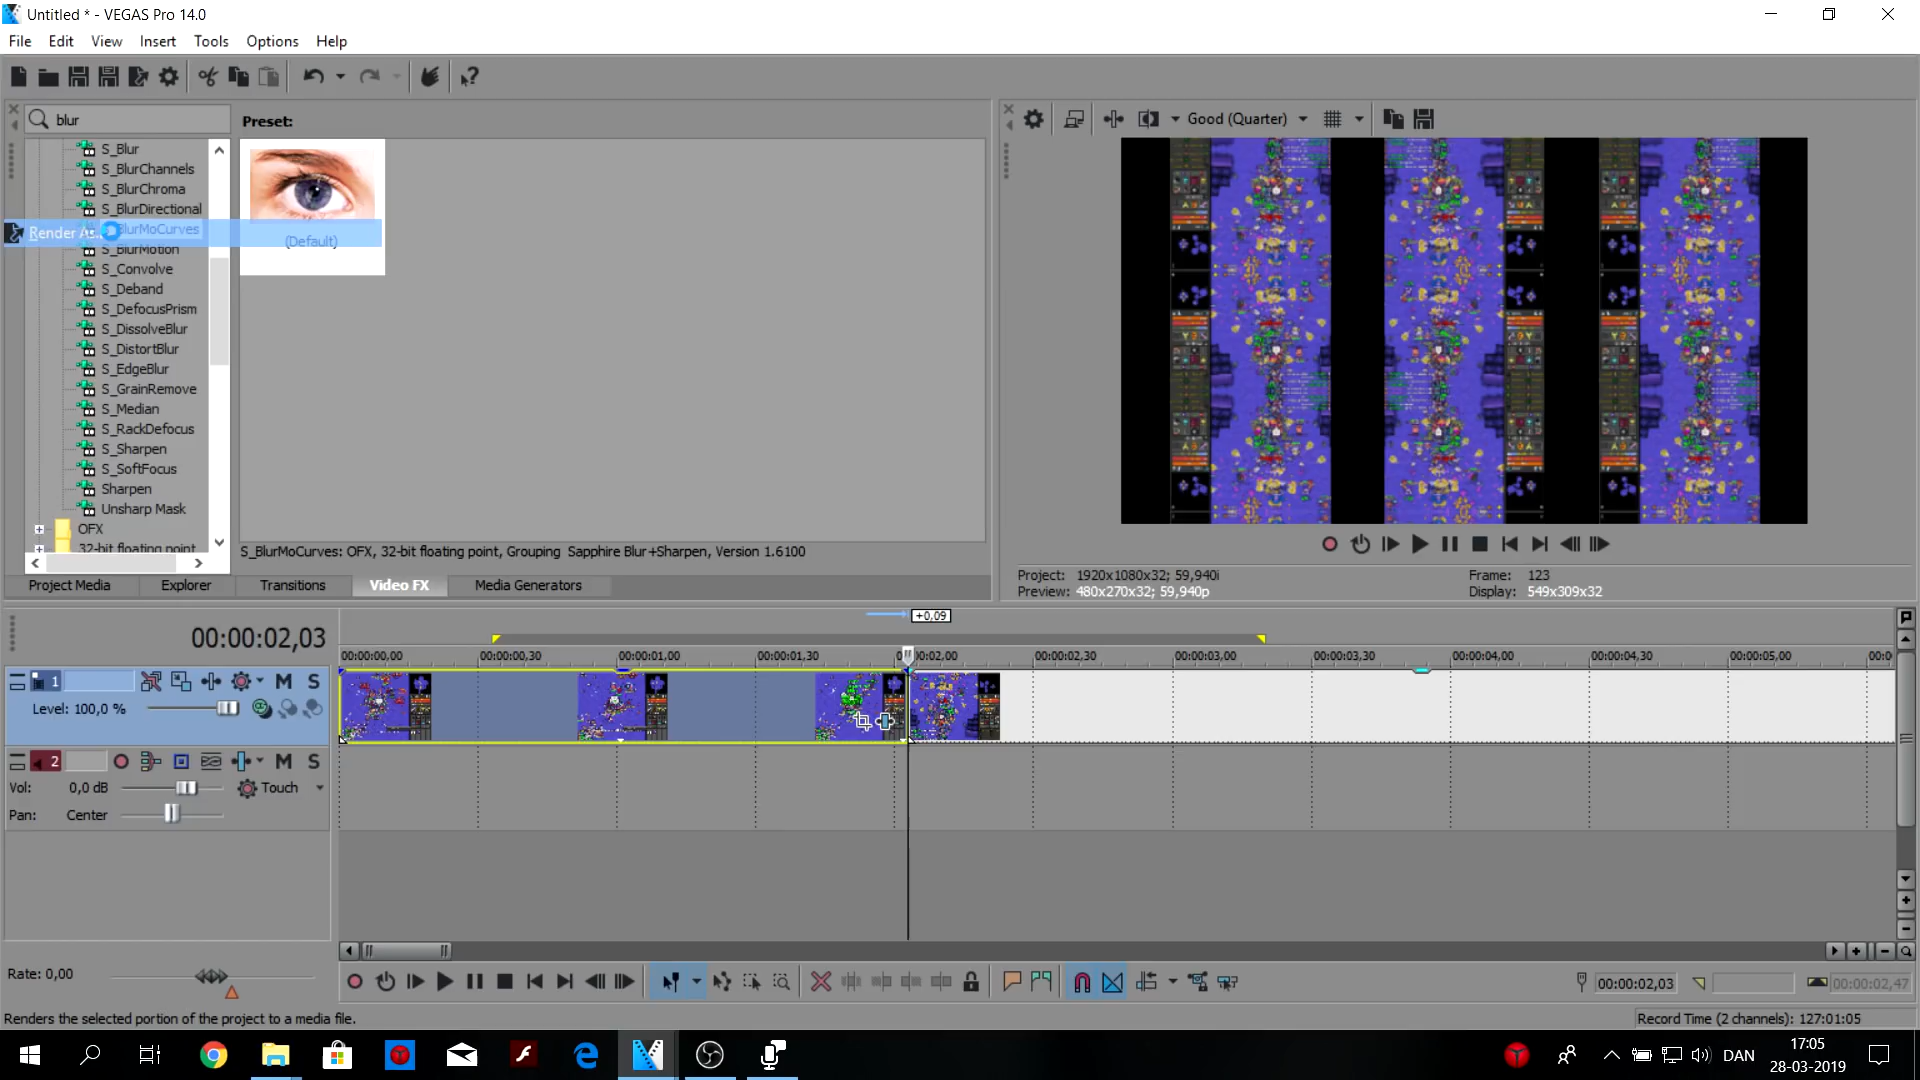 Untitled * - VEGAS Pro 14.0
File Edit View Insert Tools Options Help
blur
Preset:
S_Blur
S_BlurChannels
S_BlurChroma
S_BlurDirectional
Render As...
BlurMoCurves
S_BlurMotion
S_Convolve
S_Deband
S_DefocusPrism
S_DissolveBlur
S_DistortBlur
S_EdgeBlur
S_GrainRemove
S_Median
S_RackDefocus
S_Sharpen
S_SoftFocus
Sharpen
Unsharp Mask
OFX
32-bit floating point
(Default)
S_BlurMoCurves: OFX, 32-bit floating point, Grouping Sapphire Blur+Sharpen, Version 1.6100
Project Media Explorer Transitions Video FX Media Generators
Good (Quarter)
Project: 1920x1080x32; 59,940i
Preview: 480x270x32; 59,940p
Frame: 123
Display: 549x309x32
+0.09
00:00:02,03
00:00:00,00 00:00:00,30 00:00:01,00 00:00:01,30 00:00:02,00 00:00:02,30 00:00:03,00 00:00:03,30 00:00:04,00 00:00:04,30 00:00:05,00 00:0
1 M S
Level: 100,0 %
2 M S
Vol: 0,0 dB Touch
Pan: Center
Rate: 0,00
00:00:02,03
00:00:02,47
Renders the selected portion of the project to a media file.
Record Time (2 channels): 127:01:05
DAN
17:05
28-03-2019